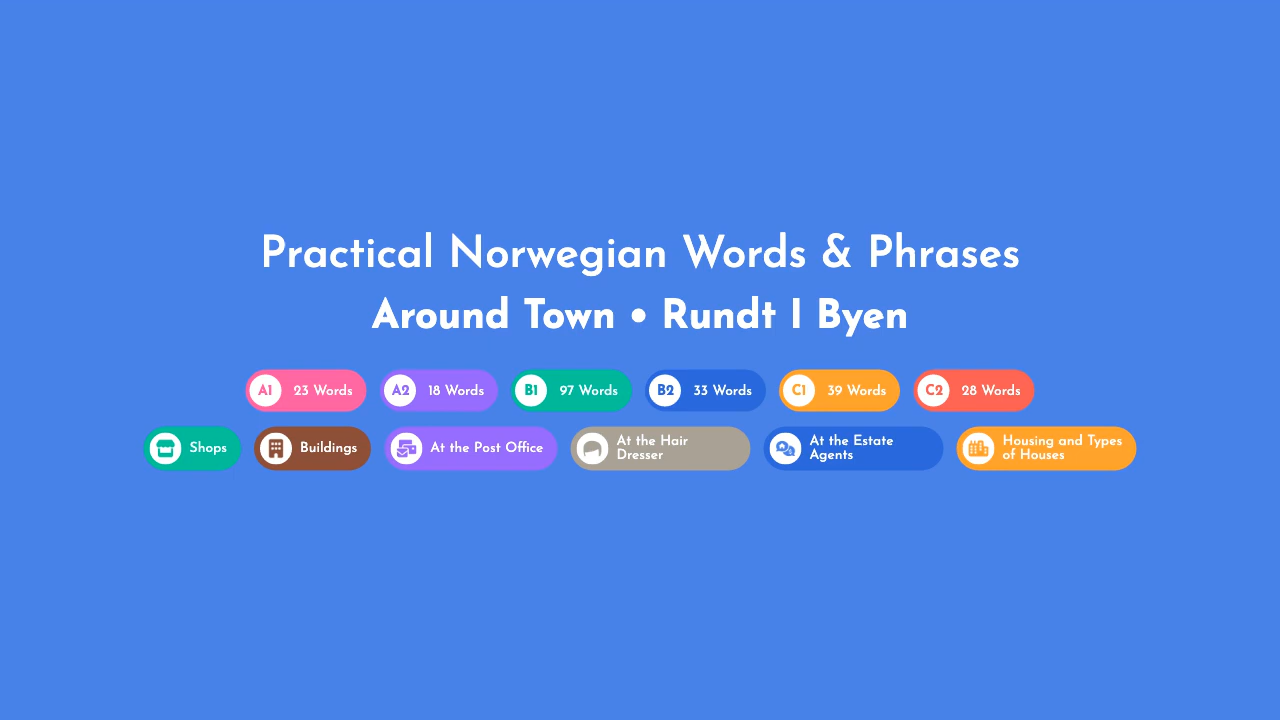 Practical Norwegian Words & Phrases
Around Town • Rundt I Byen
A1 23 Words A2 18 Words B1 97 Words B2 33 Words C1 39 Words C2 28 Words
Shops Buildings At the Post Office At the Hair Dresser At the Estate Agents Housing and Types of Houses